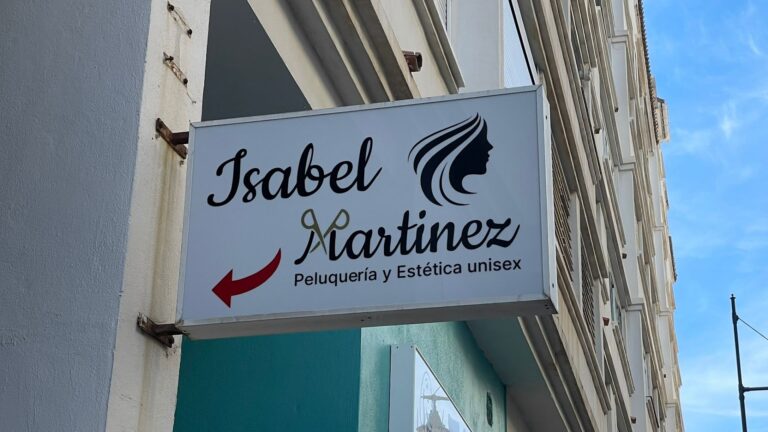 Isabel
Martinez
Peluquería y Estética unisex